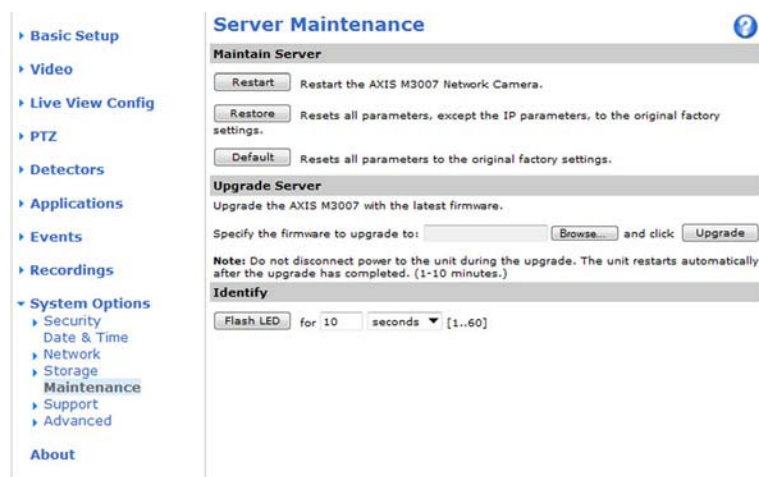 Basic Setup
Video
Live View Config
PTZ
Detectors
Applications
Events
Recordings
System Options
Security
Date & Time
Network
Storage
Maintenance
Support
Advanced
About
Server Maintenance
?
Maintain Server
Restart Restart the AXIS M3007 Network Camera.
Restore Resets all parameters, except the IP parameters, to the original factory
settings.
Default Resets all parameters to the original factory settings.
Upgrade Server
Upgrade the AXIS M3007 with the latest firmware.
Specify the firmware to upgrade to: Browse... and click Upgrade
Note: Do not disconnect power to the unit during the upgrade. The unit restarts automatically
after the upgrade has completed. (1-10 minutes.)
Identify
Flash LED for 10 seconds [1..60]